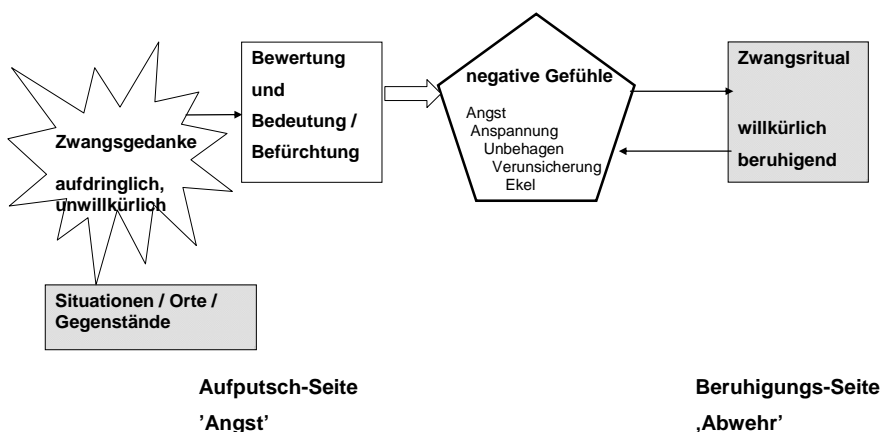 Zwangsgedanke
aufdringlich,
unwillkürlich
Situationen / Orte /
Gegenstände
Bewertung
und
Bedeutung /
Befürchtung
negative Gefühle
Angst
Anspannung
Unbehagen
Verunsicherung
Ekel
Zwangsritual
willkürlich
beruhigend
Aufputsch-Seite
’Angst’
Beruhigungs-Seite
‚Abwehr’